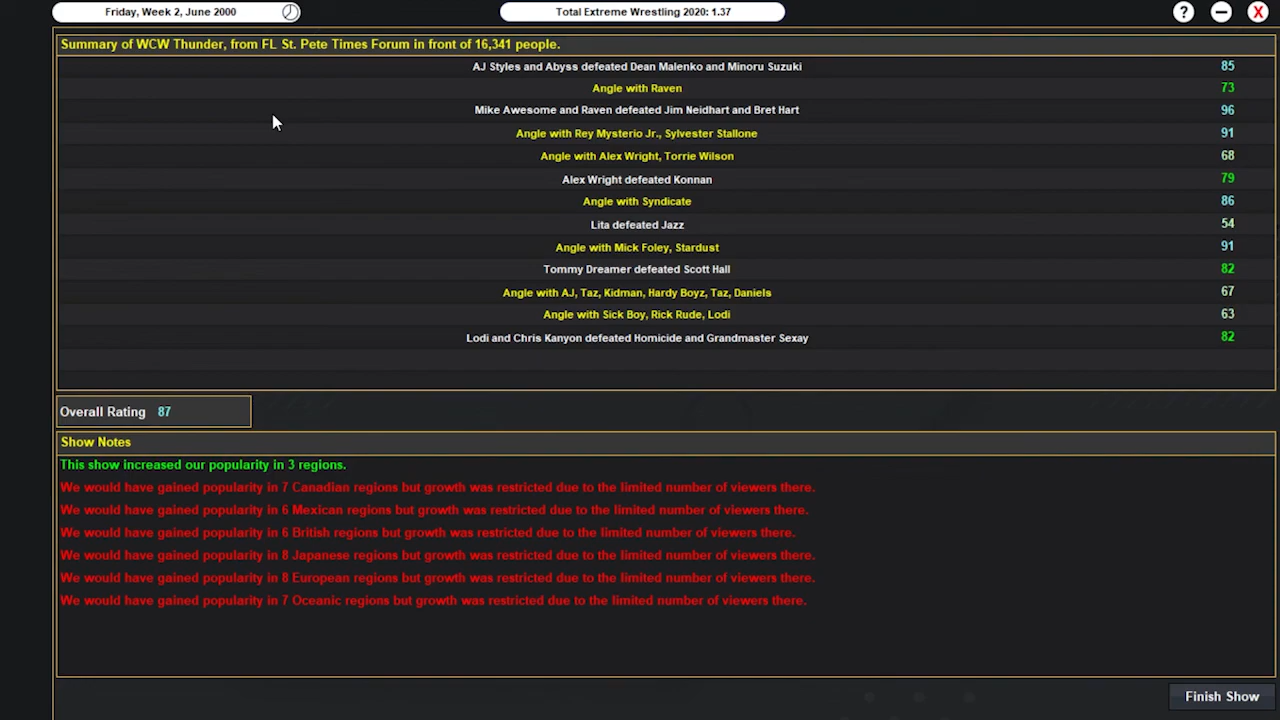 Friday, Week 2, June 2000
Total Extreme Wrestling 2020: 1.37
?
X
Summary of WCW Thunder, from FL St. Pete Times Forum in front of 16,341 people.
AJ Styles and Abyss defeated Dean Malenko and Minoru Suzuki 85
Angle with Raven 73
Mike Awesome and Raven defeated Jim Neidhart and Bret Hart 96
Angle with Rey Mysterio Jr., Sylvester Stallone 91
Angle with Alex Wright, Torrie Wilson 68
Alex Wright defeated Konnan 79
Angle with Syndicate 86
Lita defeated Jazz 54
Angle with Mick Foley, Stardust 91
Tommy Dreamer defeated Scott Hall 82
Angle with AJ, Taz, Kidman, Hardy Boyz, Taz, Daniels 67
Angle with Sick Boy, Rick Rude, Lodi 63
Lodi and Chris Kanyon defeated Homicide and Grandmaster Sexay 82
Overall Rating 87
Show Notes
This show increased our popularity in 3 regions.
We would have gained popularity in 7 Canadian regions but growth was restricted due to the limited number of viewers there.
We would have gained popularity in 6 Mexican regions but growth was restricted due to the limited number of viewers there.
We would have gained popularity in 6 British regions but growth was restricted due to the limited number of viewers there.
We would have gained popularity in 8 Japanese regions but growth was restricted due to the limited number of viewers there.
We would have gained popularity in 8 European regions but growth was restricted due to the limited number of viewers there.
We would have gained popularity in 7 Oceanic regions but growth was restricted due to the limited number of viewers there.
Finish Show